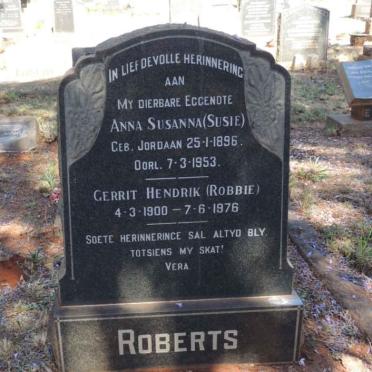 IN LIEFDEVOLLE HERINNERING
AAN
MY DIERBARE EGGENOTE
ANNA SUSANNA (SUSIE)
GEB. JORDAAN 25-1-1896.
OORL. 7-3-1953.
GERRIT HENDRIK (ROBBIE)
4-3-1900 — 7-6-1976
SOETE HERINNERINGE SAL ALTYD BLY.
TOTSIENS MY SKAT!
VERA
ROBERTS